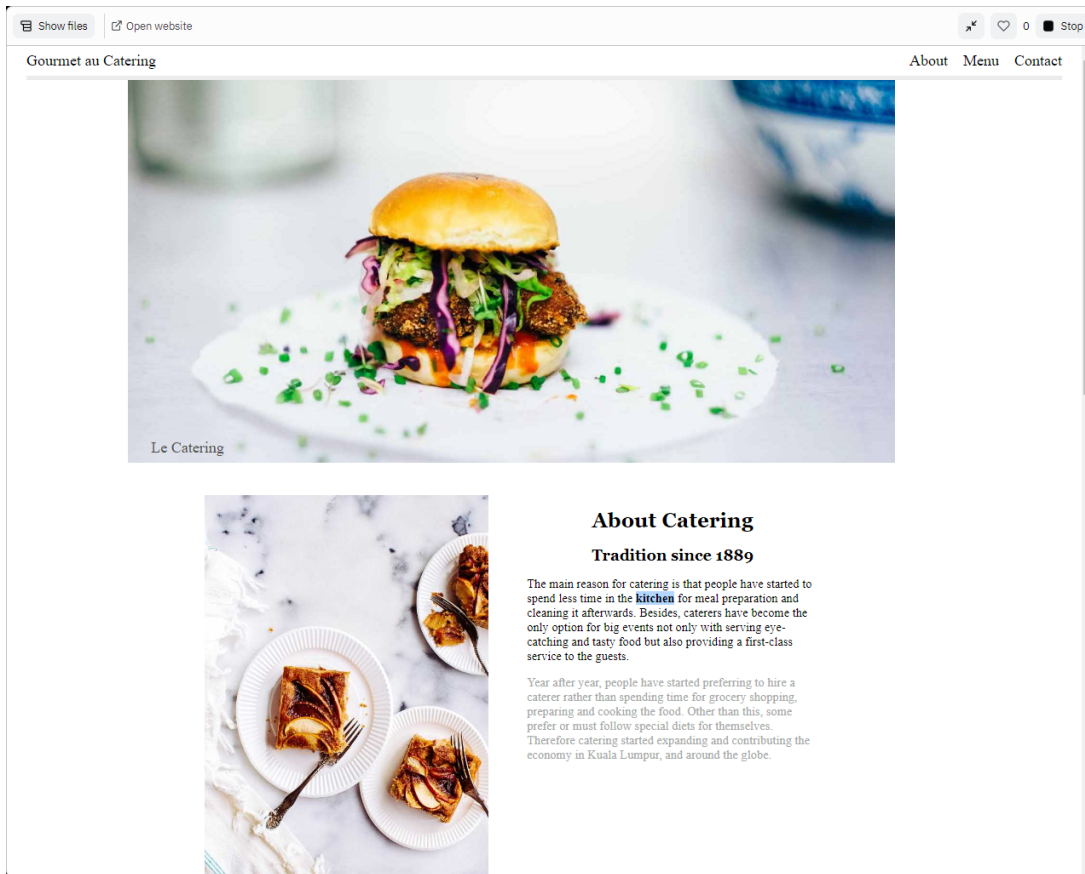 Show files
Open website
0
Stop
Gourmet au Catering
About Menu Contact
Le Catering
About Catering
Tradition since 1889
The main reason for catering is that people have started to
spend less time in the kitchen for meal preparation and
cleaning it afterwards. Besides, caterers have become the
only option for big events not only with serving eye-
catching and tasty food but also providing a first-class
service to the guests.
Year after year, people have started preferring to hire a
caterer rather than spending time for grocery shopping,
preparing and cooking the food. Other than this, some
prefer or must follow special diets for themselves.
Therefore catering started expanding and contributing the
economy in Kuala Lumpur, and around the globe.